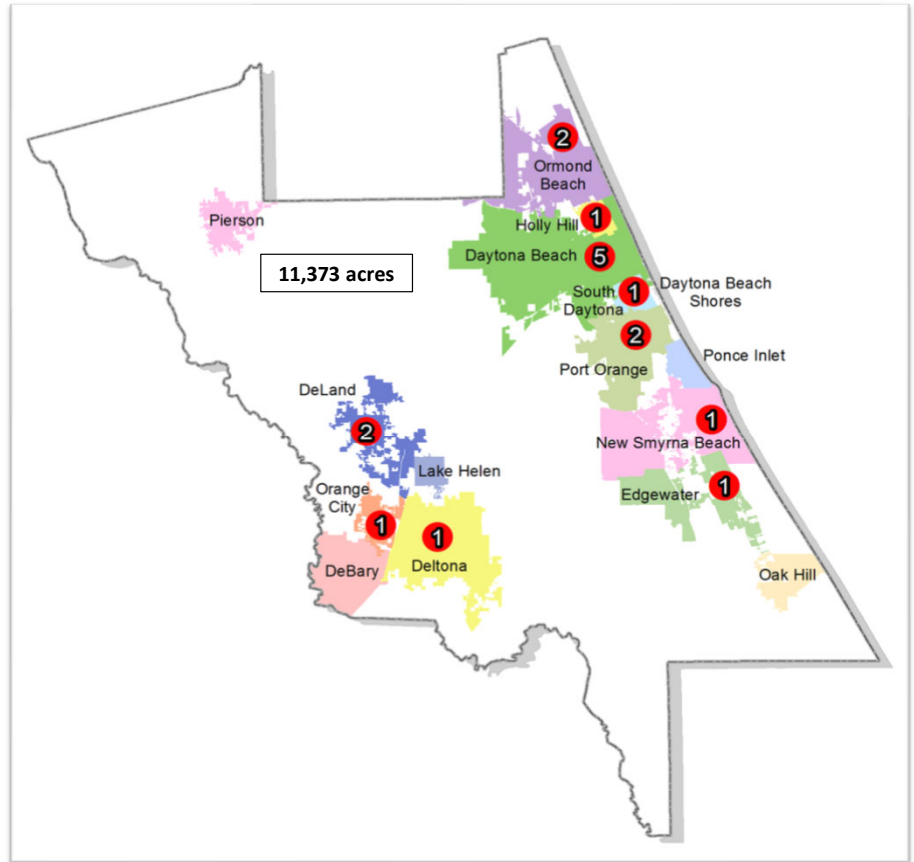 2
Ormond
Beach
Pierson
1
Holly Hill
Daytona Beach
5
11,373 acres
1
South
Daytona
Daytona Beach
Shores
2
Port Orange
Ponce Inlet
DeLand
2
1
New Smyrna Beach
Lake Helen
Orange
City
1
Edgewater
1
1
Deltona
DeBary
Oak Hill